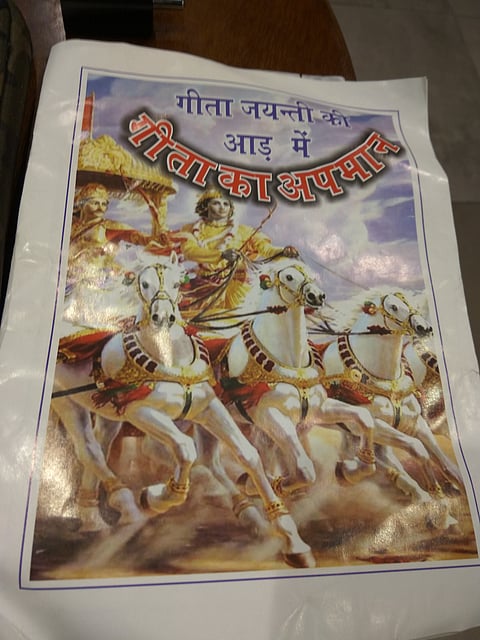 गीता जयन्ती की
आड़ में
गीता का अपमान